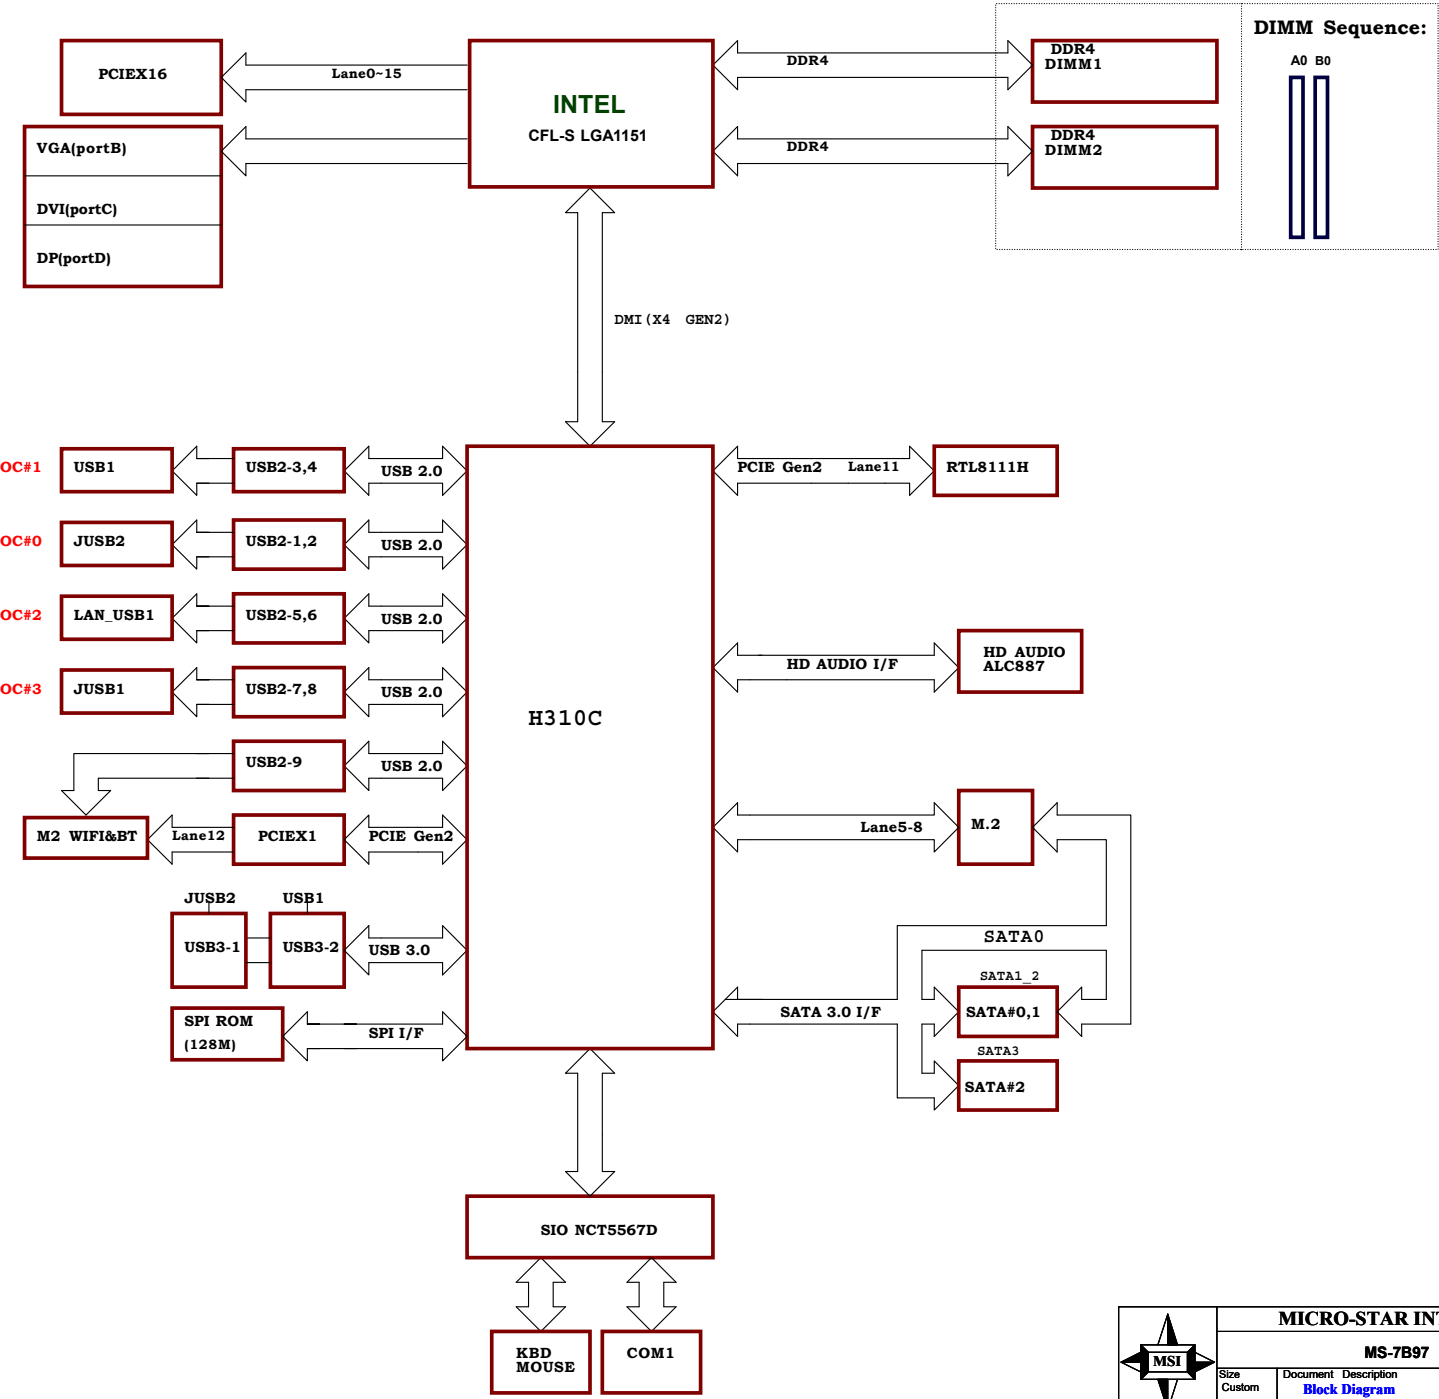 DIMM Sequence:
A0 B0
PCIEX16
Lane0~15
INTEL
CFL-S LGA1151
DDR4
DDR4
DIMM1
VGA(portB)
DVI(portC)
DP(portD)
DDR4
DDR4
DIMM2
DMI(X4 GEN2)
OC#1
USB1
USB2-3,4
USB 2.0
PCIE Gen2 Lane11
RTL8111H
OC#0
JUSB2
USB2-1,2
USB 2.0
OC#2
LAN_USB1
USB2-5,6
USB 2.0
HD AUDIO I/F
HD AUDIO
ALC887
OC#3
JUSB1
USB2-7,8
USB 2.0
H310C
USB2-9
USB 2.0
M2 WIFI&BT
Lane12
PCIEX1
PCIE Gen2
Lane5-8
M.2
JUSB2
USB1
USB3-1
USB3-2
USB 3.0
SATA0
SATA1_2
SATA 3.0 I/F
SATA#0,1
SPI ROM
(128M)
SPI I/F
SATA3
SATA#2
SIO NCT5567D
KBD
MOUSE
COM1
MSI
MICRO-STAR INT
MS-7B97
Size
Custom
Document Description
Block Diagram